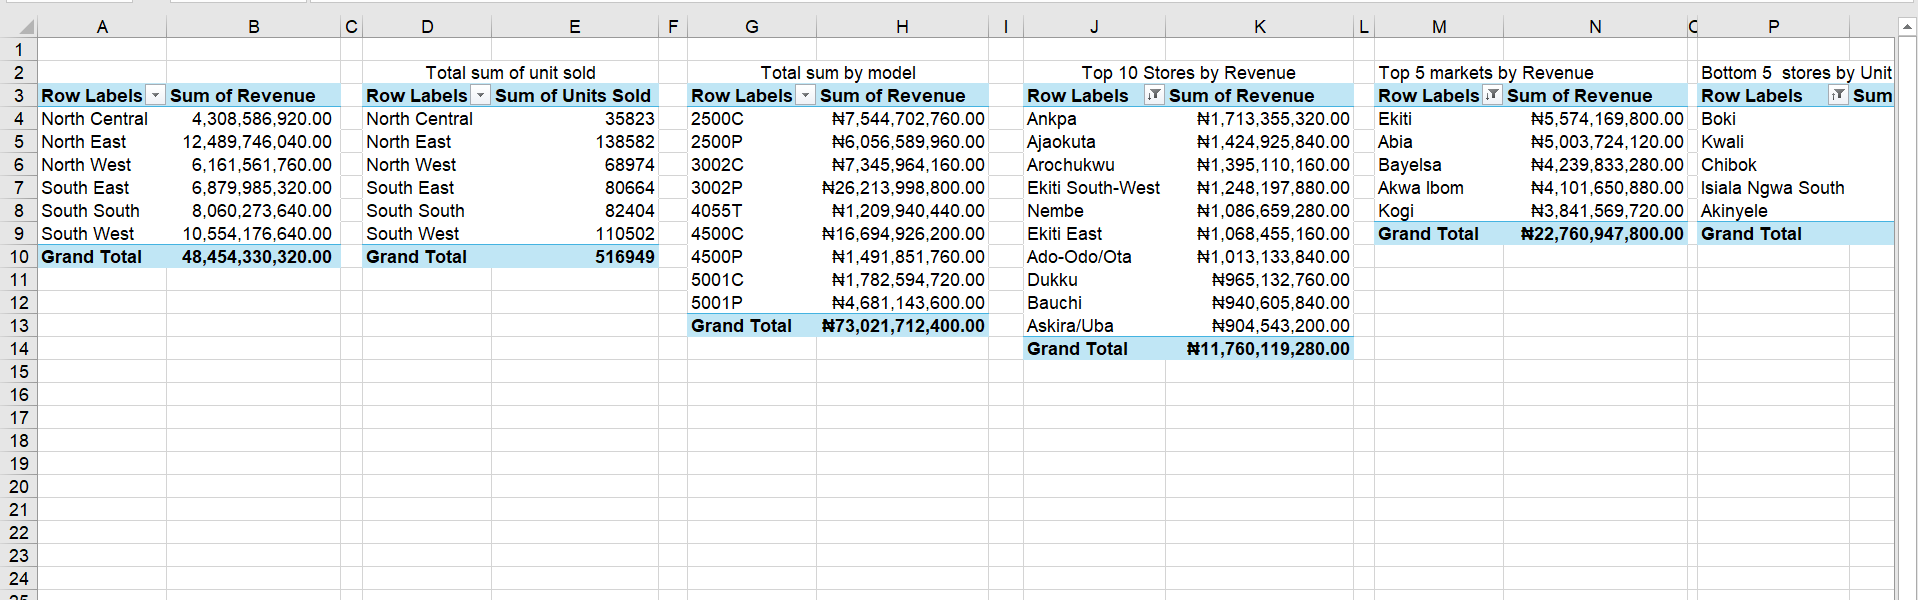 A B C D E F G H I J K L M N O P
1
2 Total sum of unit sold Total sum by model Top 10 Stores by Revenue Top 5 markets by Revenue Bottom 5  stores by Unit
3 Row Labels Sum of Revenue Row Labels Sum of Units Sold Row Labels Sum of Revenue Row Labels Sum of Revenue Row Labels Sum of Revenue Row Labels Sum
4 North Central 4,308,586,920.00 North Central 35823 2500C ₦7,544,702,760.00 Ankpa ₦1,713,355,320.00 Ekiti ₦5,574,169,800.00 Boki
5 North East 12,489,746,040.00 North East 138582 2500P ₦6,056,589,960.00 Ajaokuta ₦1,424,925,840.00 Abia ₦5,003,724,120.00 Kwali
6 North West 6,161,561,760.00 North West 68974 3002C ₦7,345,964,160.00 Arochukwu ₦1,395,110,160.00 Bayelsa ₦4,239,833,280.00 Chibok
7 South East 6,879,985,320.00 South East 80664 3002P ₦26,213,998,800.00 Ekiti South-West ₦1,248,197,880.00 Akwa Ibom ₦4,101,650,880.00 Isiala Ngwa South
8 South South 8,060,273,640.00 South South 82404 4055T ₦1,209,940,440.00 Nembe ₦1,086,659,280.00 Kogi ₦3,841,569,720.00 Akinyele
9 South West 10,554,176,640.00 South West 110502 4500C ₦16,694,926,200.00 Ekiti East ₦1,068,455,160.00 Grand Total ₦22,760,947,800.00 Grand Total
10 Grand Total 48,454,330,320.00 Grand Total 516949 4500P ₦1,491,851,760.00 Ado-Odo/Ota ₦1,013,133,840.00
11 5001C ₦1,782,594,720.00 Dukku ₦965,132,760.00
12 5001P ₦4,681,143,600.00 Bauchi ₦940,605,840.00
13 Grand Total ₦73,021,712,400.00 Askira/Uba ₦904,543,200.00
14 Grand Total ₦11,760,119,280.00
15
16
17
18
19
20
21
22
23
24
25